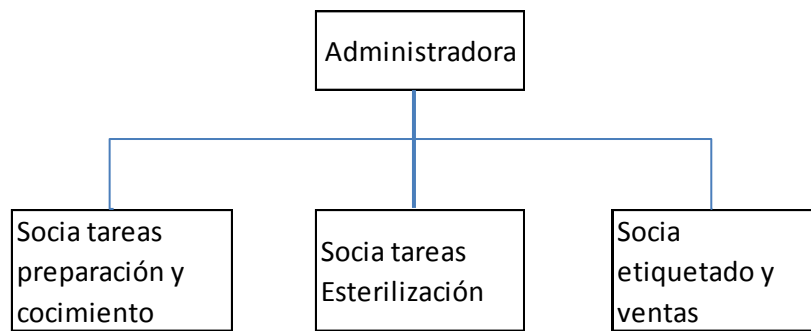 Administradora
Socia tareas
preparación y
cocimiento
Socia tareas
Esterilización
Socia
etiquetado y
ventas